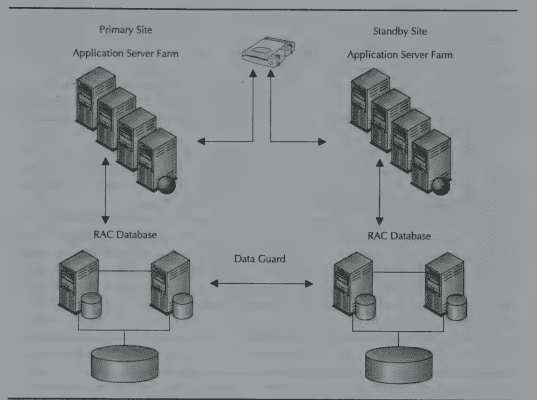 Primary Site
Standby Site
Application Server Farm
Application Server Farm
RAC Database
RAC Database
Data Guard